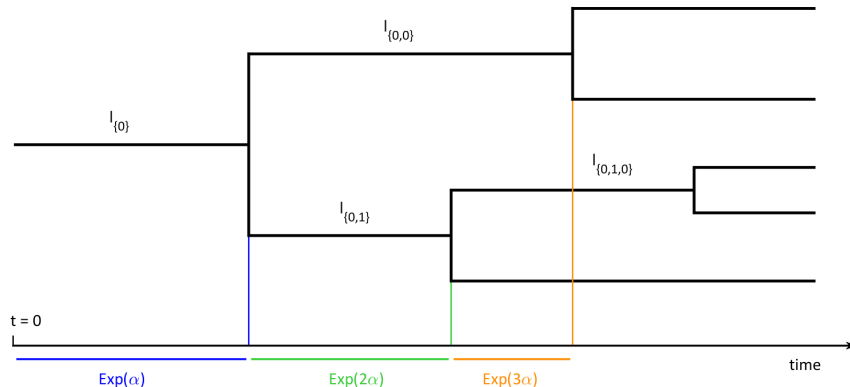 l{0,0}
l{0}
l{0,1,0}
l{0,1}
t = 0
time
Exp(α) Exp(2α) Exp(3α)